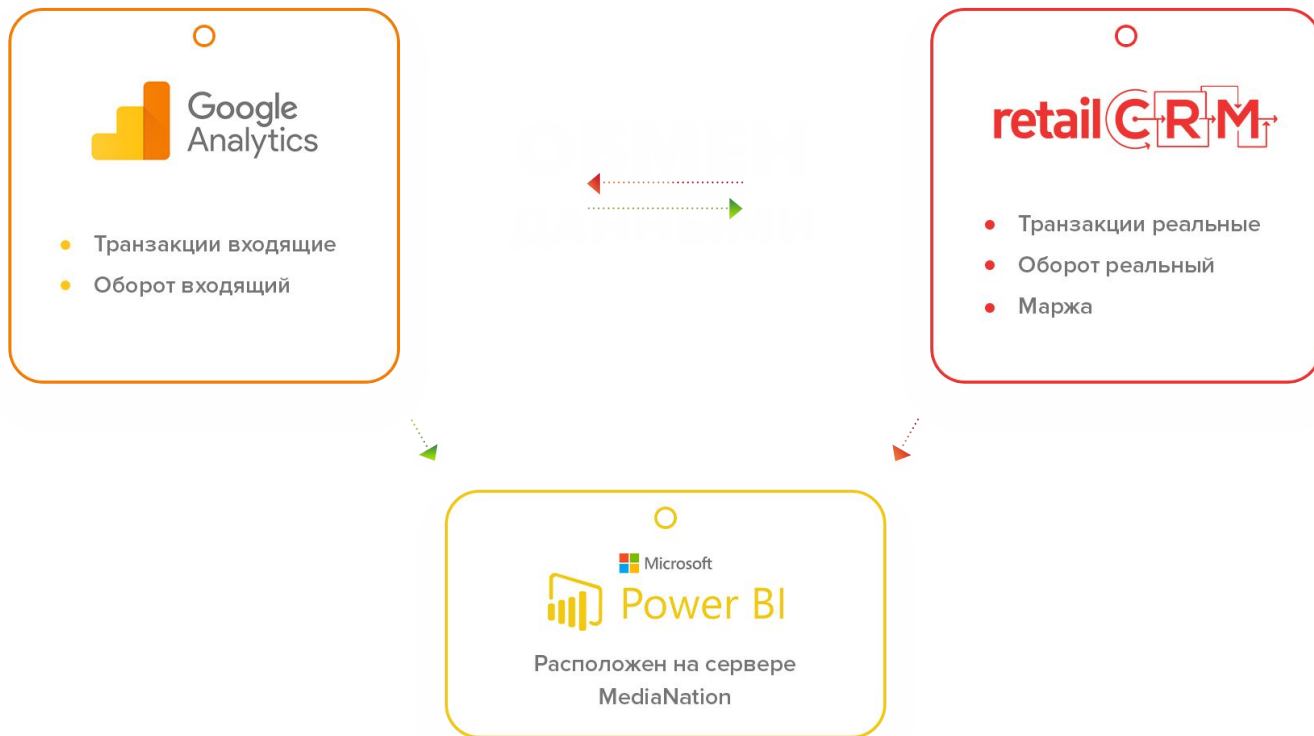 Google
Analytics
Транзакции входящие
Оборот входящий
retailCRM
Транзакции реальные
Оборот реальный
Маржа
Microsoft
Power BI
Расположен на сервере
MediaNation